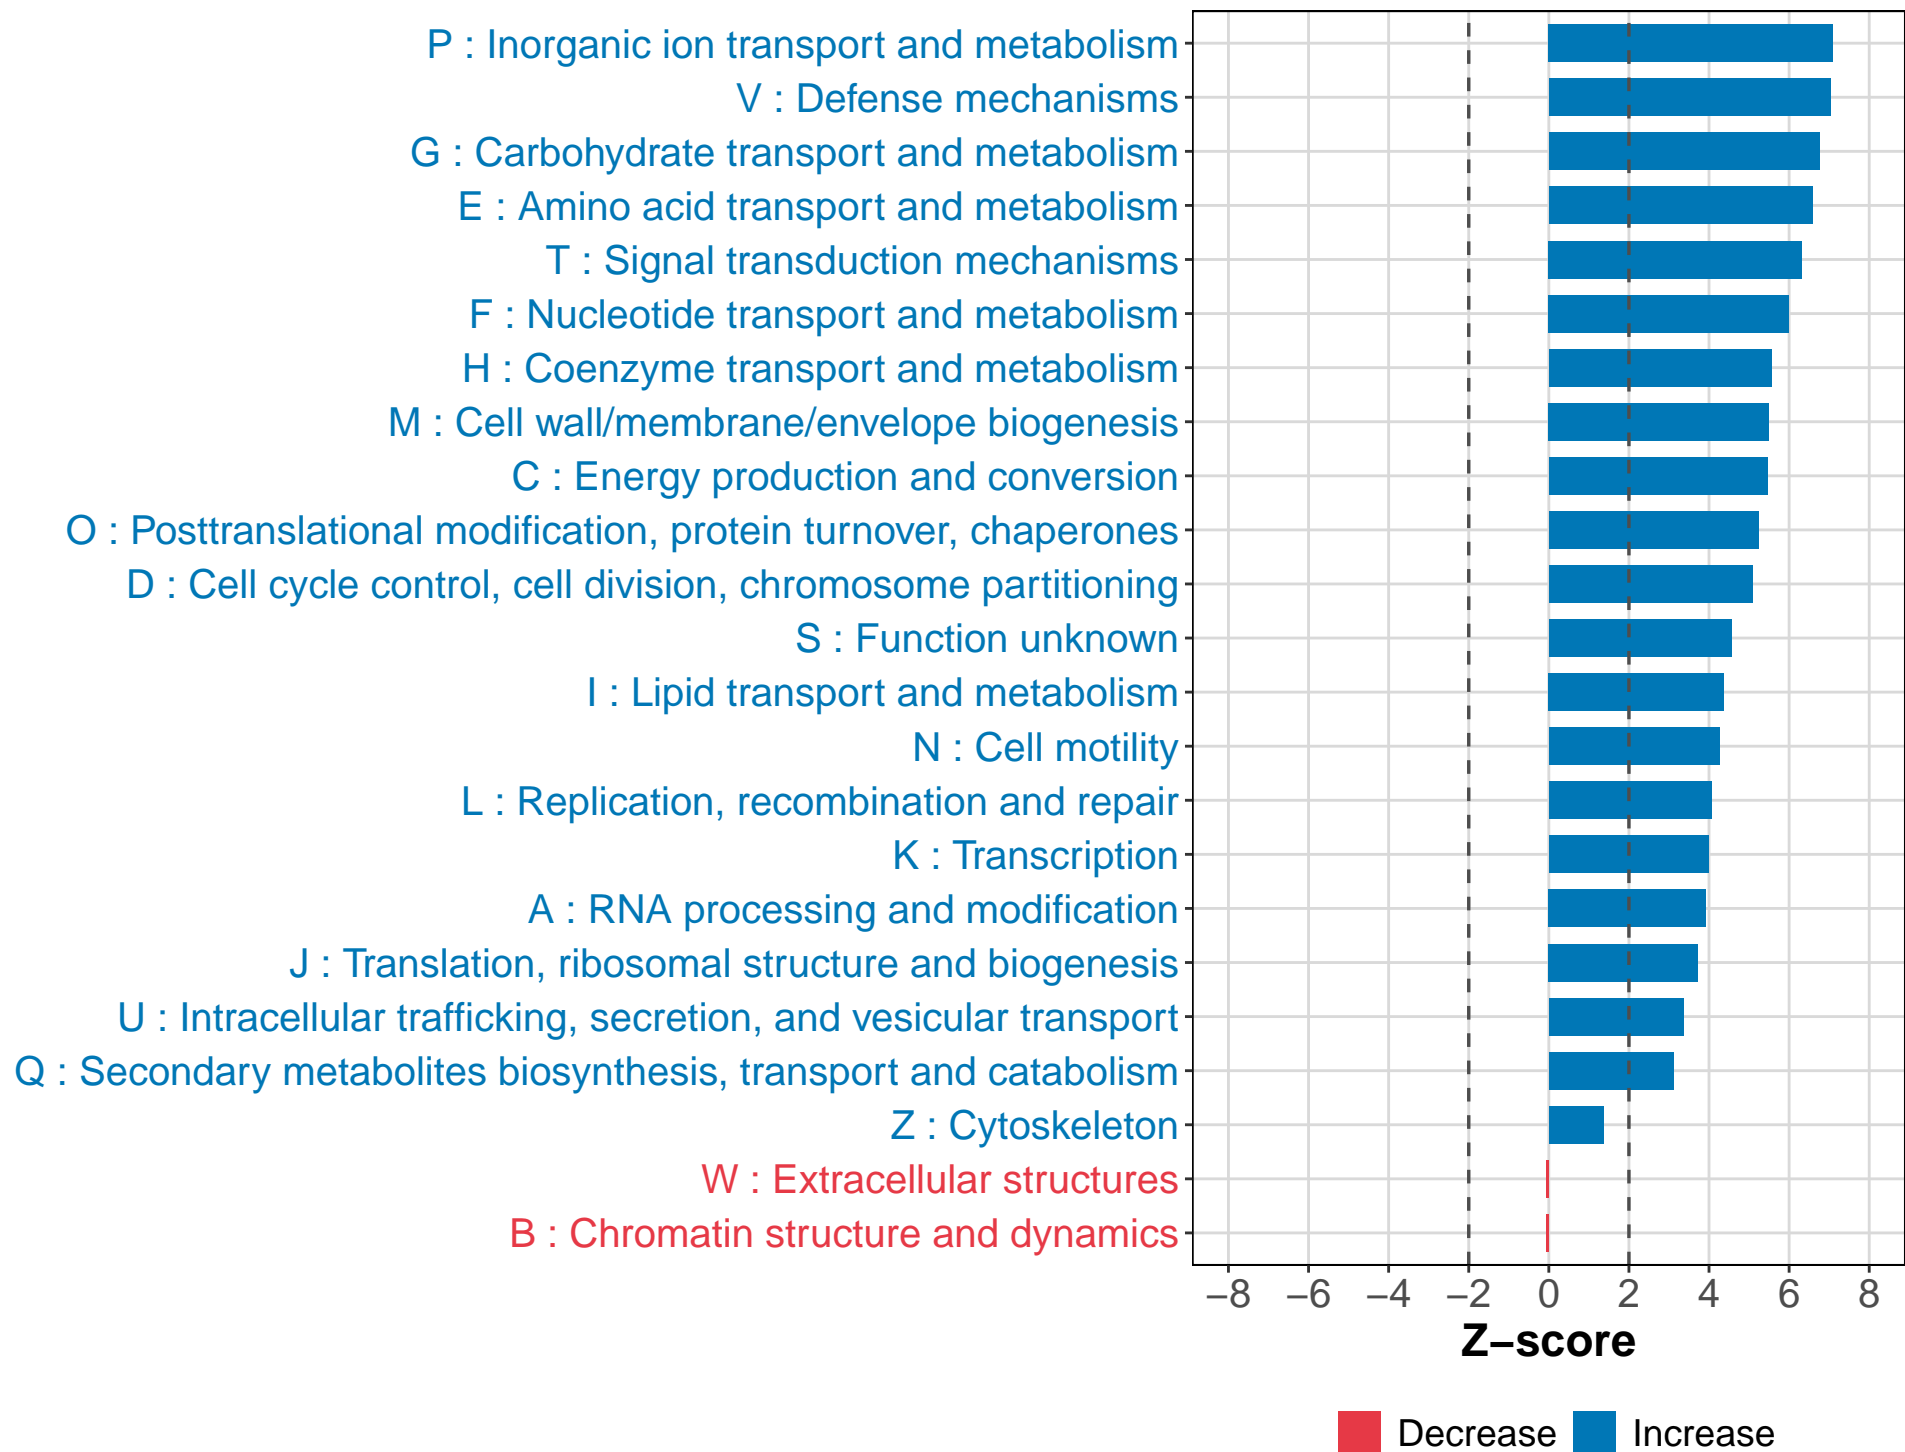 P : Inorganic ion transport and metabolism
V : Defense mechanisms
G : Carbohydrate transport and metabolism
E : Amino acid transport and metabolism
T : Signal transduction mechanisms
F : Nucleotide transport and metabolism
H : Coenzyme transport and metabolism
M : Cell wall/membrane/envelope biogenesis
C : Energy production and conversion
O : Posttranslational modification, protein turnover, chaperones
D : Cell cycle control, cell division, chromosome partitioning
S : Function unknown
I : Lipid transport and metabolism
N : Cell motility
L : Replication, recombination and repair
K : Transcription
A : RNA processing and modification
J : Translation, ribosomal structure and biogenesis
U : Intracellular trafficking, secretion, and vesicular transport
Q : Secondary metabolites biosynthesis, transport and catabolism
Z : Cytoskeleton
W : Extracellular structures
B : Chromatin structure and dynamics
−8 −6 −4 −2 0 2 4 6 8
Z−score
Decrease Increase